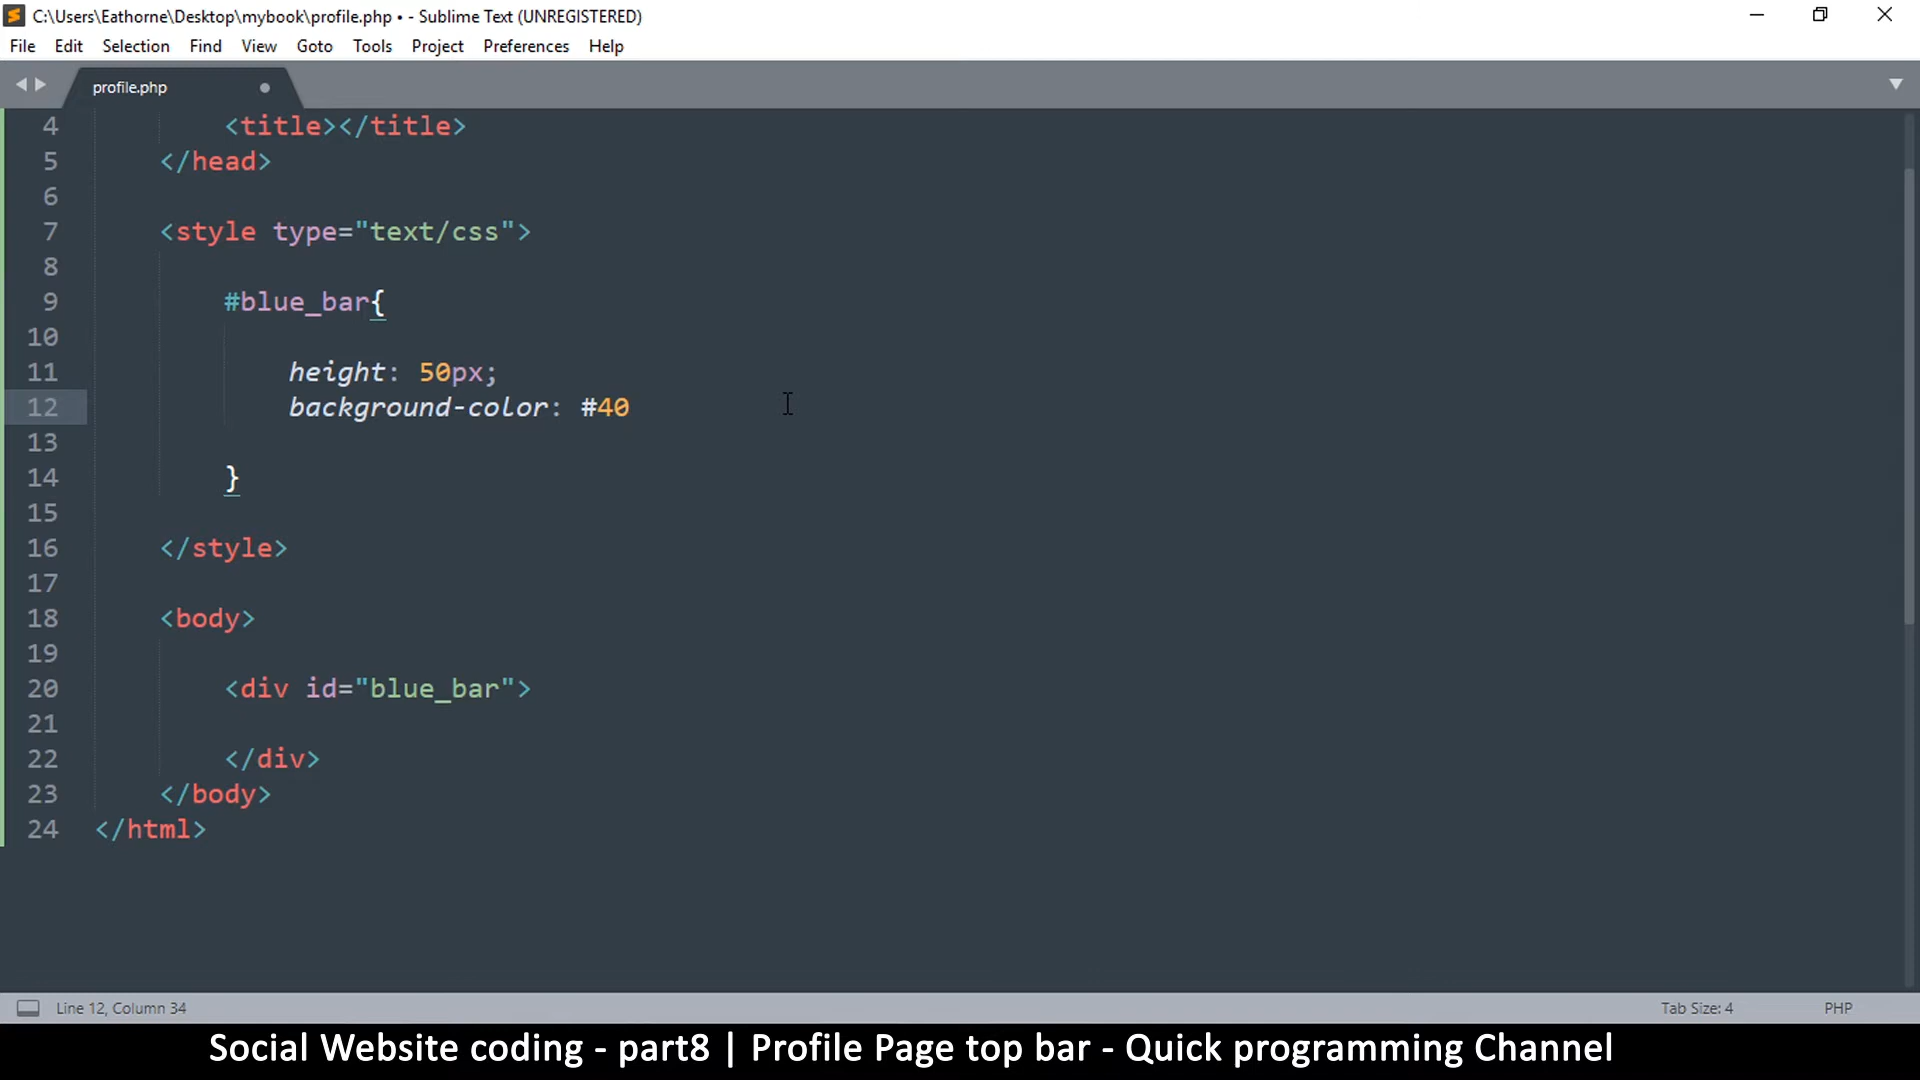 C:\Users\Eathorne\Desktop\mybook\profile.php • - Sublime Text (UNREGISTERED)
File Edit Selection Find View Goto Tools Project Preferences Help
profile.php
4 <title></title>
5 </head>
6
7 <style type="text/css">
8
9 #blue_bar{
10
11 height: 50px;
12 background-color: #40
13
14 }
15
16 </style>
17
18 <body>
19
20 <div id="blue_bar">
21
22 </div>
23 </body>
24 </html>
Line 12, Column 34 Tab Size: 4 PHP
Social Website coding - part8 | Profile Page top bar - Quick programming Channel